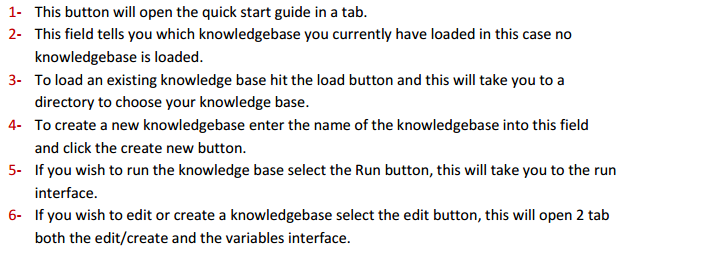 1- This button will open the quick start guide in a tab.
2- This field tells you which knowledgebase you currently have loaded in this case no
knowledgebase is loaded.
3- To load an existing knowledge base hit the load button and this will take you to a
directory to choose your knowledge base.
4- To create a new knowledgebase enter the name of the knowledgebase into this field
and click the create new button.
5- If you wish to run the knowledge base select the Run button, this will take you to the run
interface.
6- If you wish to edit or create a knowledgebase select the edit button, this will open 2 tab
both the edit/create and the variables interface.